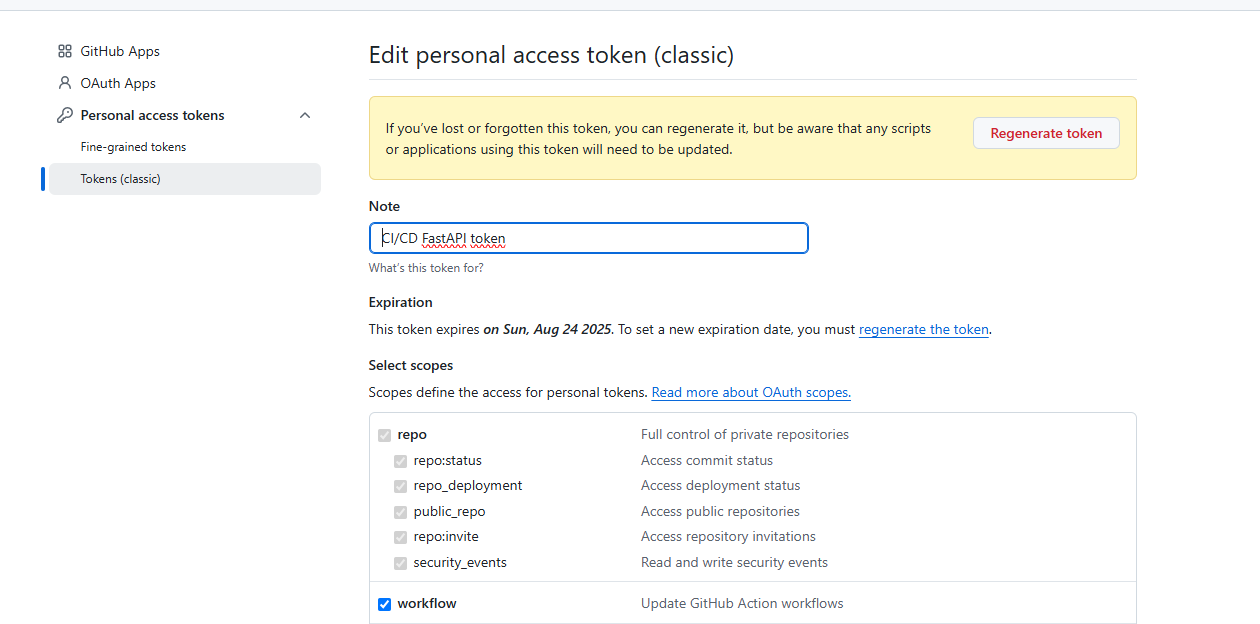 GitHub Apps
OAuth Apps
Personal access tokens
Fine-grained tokens
Tokens (classic)
Edit personal access token (classic)
If you've lost or forgotten this token, you can regenerate it, but be aware that any scripts
or applications using this token will need to be updated.
Regenerate token
Note
CI/CD FastAPI token
What's this token for?
Expiration
This token expires on Sun, Aug 24 2025. To set a new expiration date, you must regenerate the token.
Select scopes
Scopes define the access for personal tokens. Read more about OAuth scopes.
repo Full control of private repositories
repo:status Access commit status
repo_deployment Access deployment status
public_repo Access public repositories
repo:invite Access repository invitations
security_events Read and write security events
workflow Update GitHub Action workflows